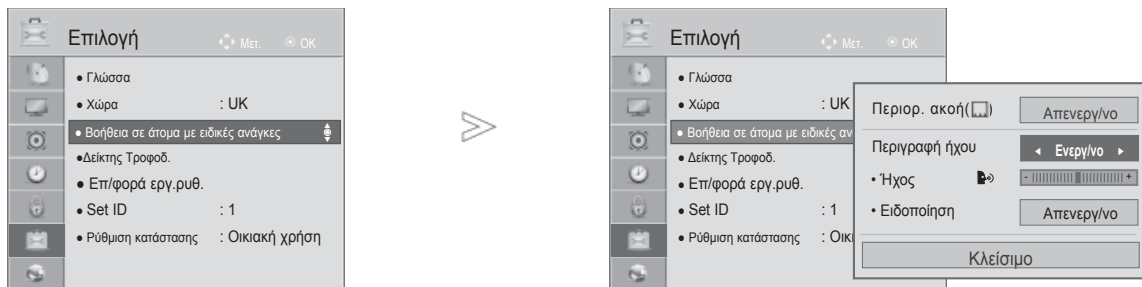 Επιλογή Μετ. OK
● Γλώσσα
● Χώρα : UK
● Βοήθεια σε άτομα με ειδικές ανάγκες
●Δείκτης Τροφοδ.
● Επ/φορά εργ.ρυθ.
● Set ID : 1
● Ρύθμιση κατάστασης : Οικιακή χρήση
Επιλογή Μετ. OK
● Γλώσσα
● Χώρα : UK
● Βοήθεια σε άτομα με ειδικές αν
● Δείκτης Τροφοδ.
● Επ/φορά εργ.ρυθ.
● Set ID : 1
● Ρύθμιση κατάστασης : Οικι
Περιορ. ακοή( ) Απενεργ/νο
Περιγραφή ήχου ◄ Ενεργ/νο ►
• Ήχος - +
• Ειδοποίηση Απενεργ/νο
Κλείσιμο